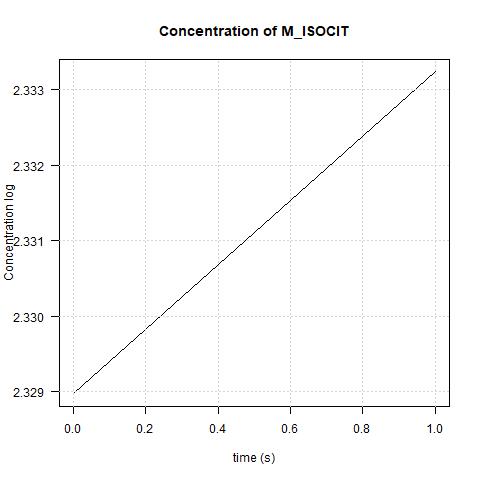 Concentration of M_ISOCIT
Concentration log
2.333
2.332
2.331
2.330
2.329
0.0 0.2 0.4 0.6 0.8 1.0
time (s)